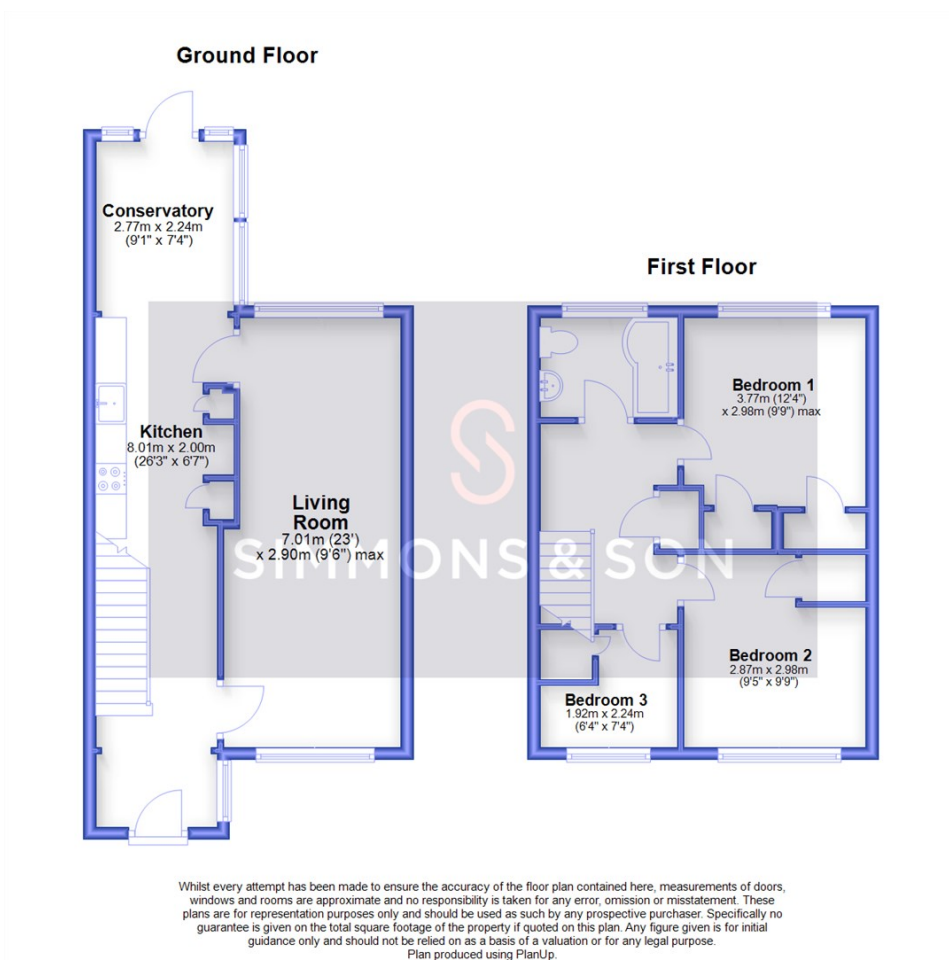 Ground Floor
Conservatory
2.77m x 2.24m
(9'1" x 7'4")
First Floor
Bedroom 1
3.77m (12'4")
x 2.98m (9'9") max
Kitchen
8.01m x 2.00m
(26'3" x 6'7")
Living
Room
7.01m (23')
x 2.90m (9'6") max
SIMMONS & SON
Bedroom 2
2.87m x 2.98m
(9'5" x 9'9")
Bedroom 3
1.92m x 2.24m
(6'4" x 7'4")
Whilst every attempt has been made to ensure the accuracy of the floor plan contained here, measurements of doors,
windows and rooms are approximate and no responsibility is taken for any error, omission or misstatement. These
plans are for representation purposes only and should be used as such by any prospective purchaser. Specifically no
guarantee is given on the total square footage of the property if quoted on this plan. Any figure given is for initial
guidance only and should not be relied on as a basis of a valuation or for any legal purpose.
Plan produced using PlanUp.